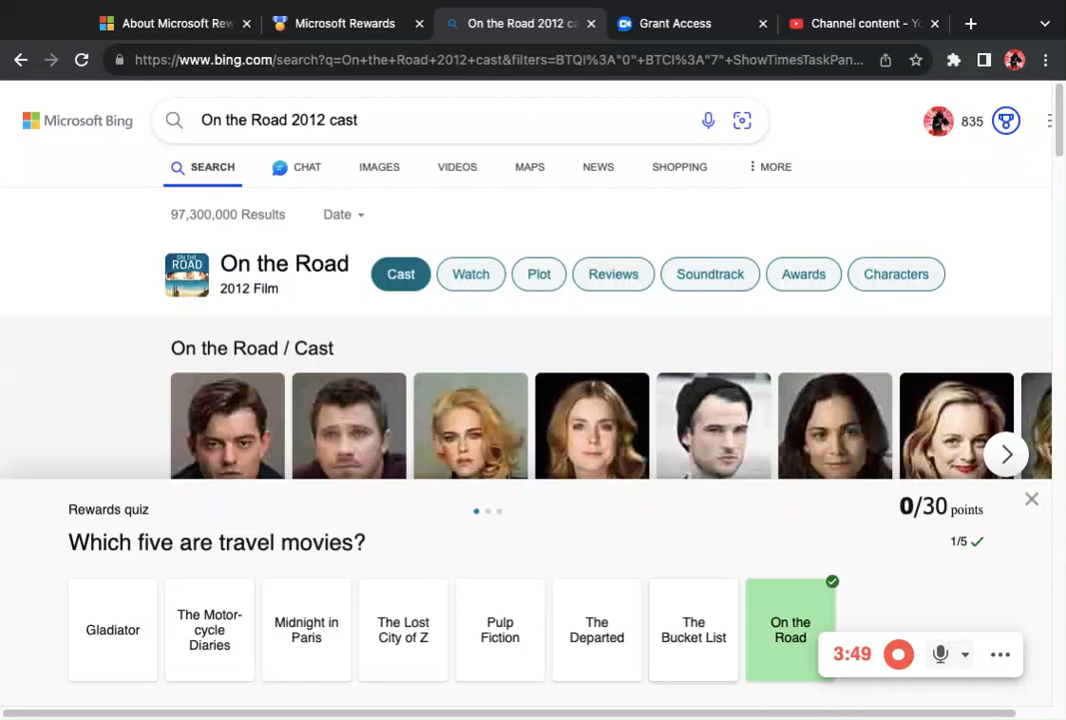 About Microsoft Rew
Microsoft Rewards
On the Road 2012 ca
Grant Access
Channel content - Yo
https://www.bing.com/search?q=On+the+Road+2012+cast&filters=BTQI%3A"0"+BTCI%3A"7"+ShowTimesTaskPan...
Microsoft Bing
On the Road 2012 cast
835
SEARCH
CHAT
IMAGES
VIDEOS
MAPS
NEWS
SHOPPING
MORE
97,300,000 Results
Date
ON THE
ROAD
On the Road
2012 Film
Cast
Watch
Plot
Reviews
Soundtrack
Awards
Characters
On the Road / Cast
Rewards quiz
0/30 points
Which five are travel movies?
1/5
Gladiator
The Motor-
cycle
Diaries
Midnight in
Paris
The Lost
City of Z
Pulp
Fiction
The
Departed
The
Bucket List
On the
Road
3:49